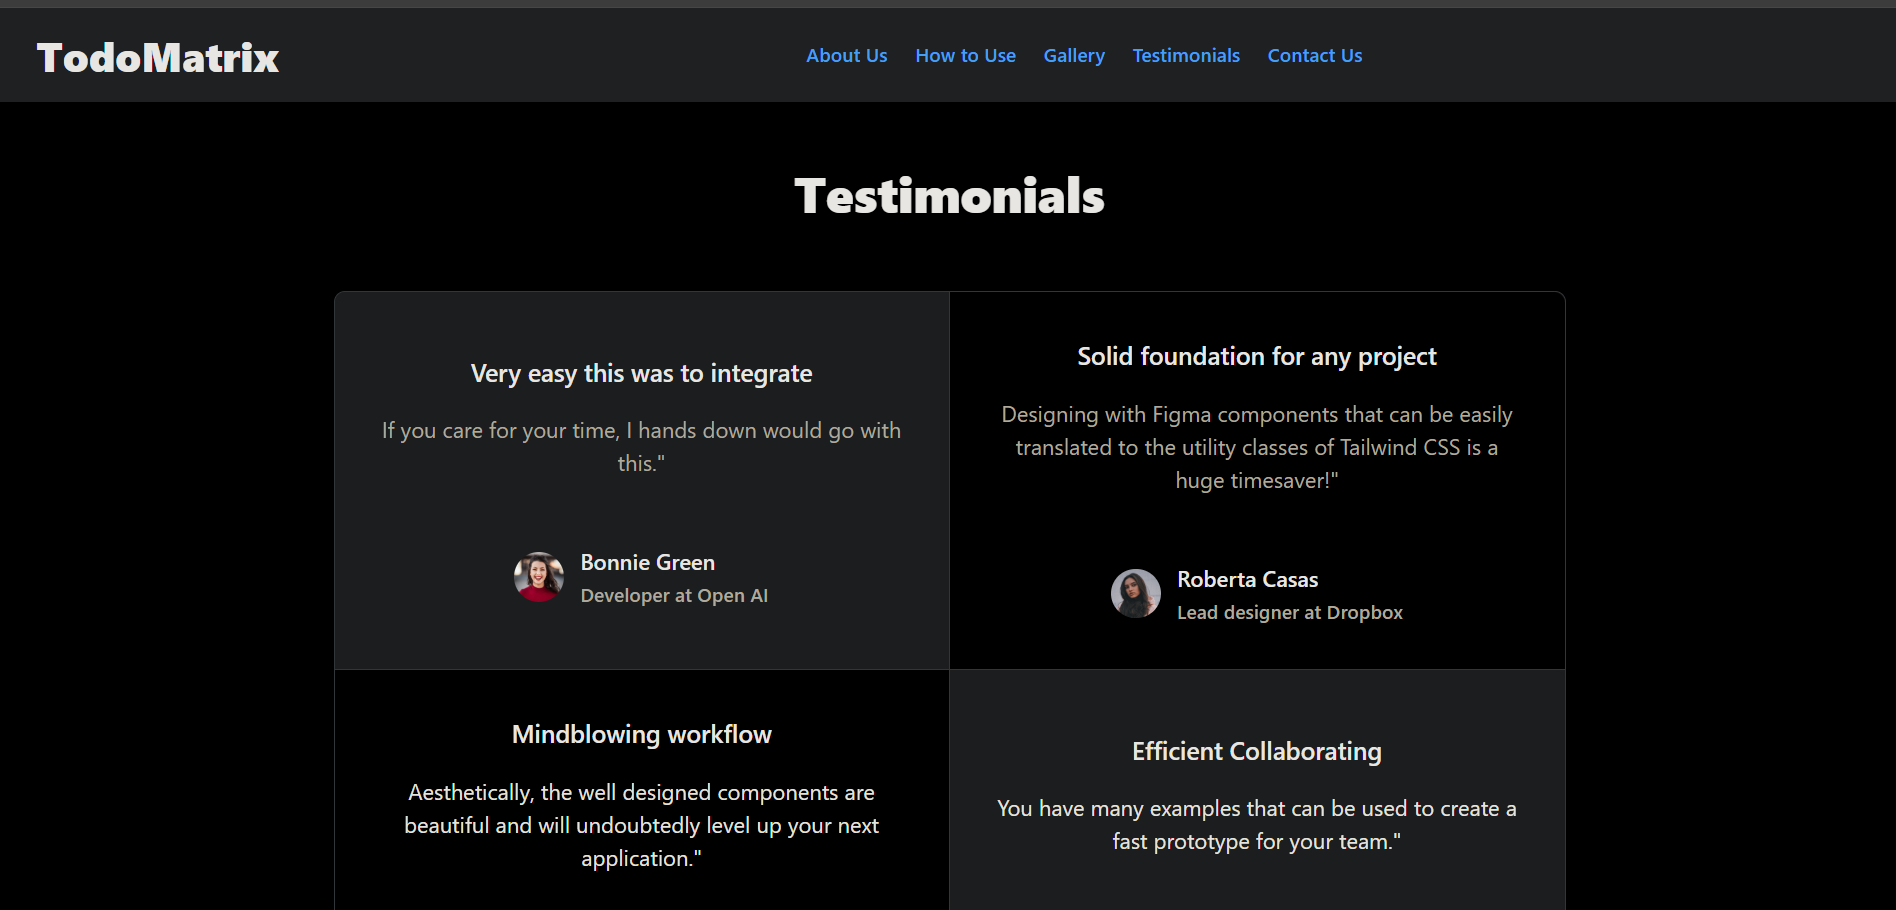 TodoMatrix
About Us How to Use Gallery Testimonials Contact Us
Testimonials
Very easy this was to integrate
If you care for your time, I hands down would go with
this."
Bonnie Green
Developer at Open AI
Solid foundation for any project
Designing with Figma components that can be easily
translated to the utility classes of Tailwind CSS is a
huge timesaver!"
Roberta Casas
Lead designer at Dropbox
Mindblowing workflow
Aesthetically, the well designed components are
beautiful and will undoubtedly level up your next
application."
Efficient Collaborating
You have many examples that can be used to create a
fast prototype for your team."